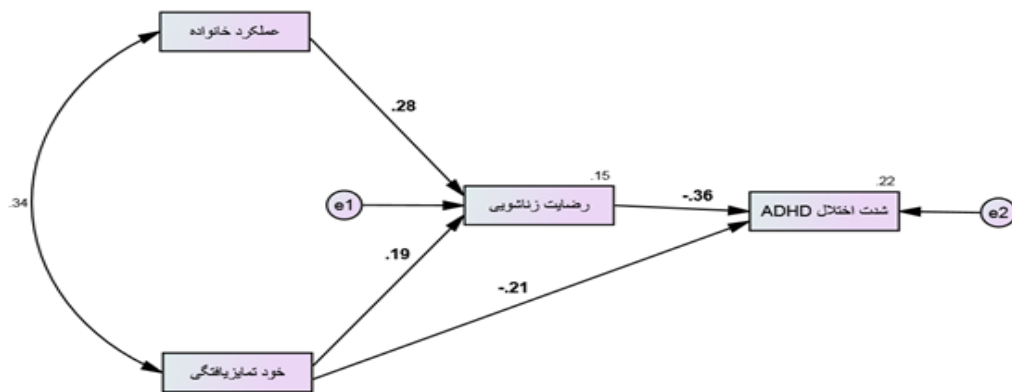 عملکرد خانواده
.28
.34
.15
.22
e1
رضایت زناشویی
-.36
شدت اختلال ADHD
e2
.19
-.21
خود تمایزیافتگی